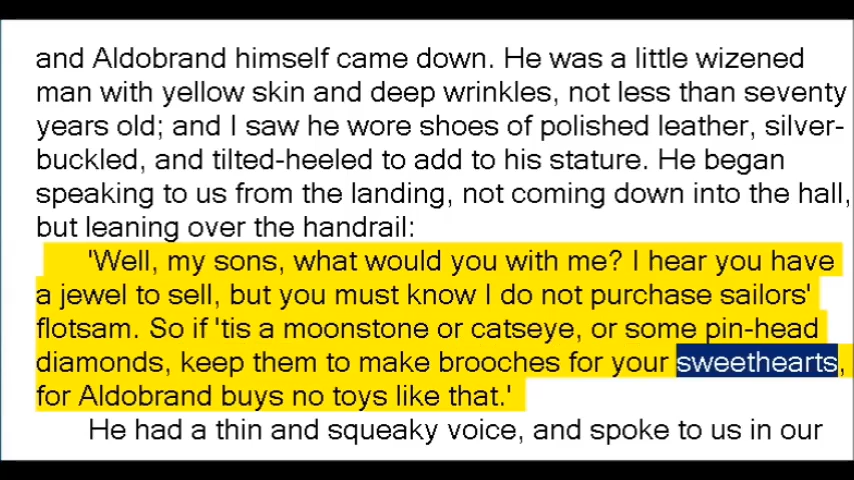 and Aldobrand himself came down. He was a little wizened
man with yellow skin and deep wrinkles, not less than seventy
years old; and I saw he wore shoes of polished leather, silver-
buckled, and tilted-heeled to add to his stature. He began
speaking to us from the landing, not coming down into the hall,
but leaning over the handrail:
'Well, my sons, what would you with me? I hear you have
a jewel to sell, but you must know I do not purchase sailors'
flotsam. So if 'tis a moonstone or catseye, or some pin-head
diamonds, keep them to make brooches for your sweethearts,
for Aldobrand buys no toys like that.'
He had a thin and squeaky voice, and spoke to us in our